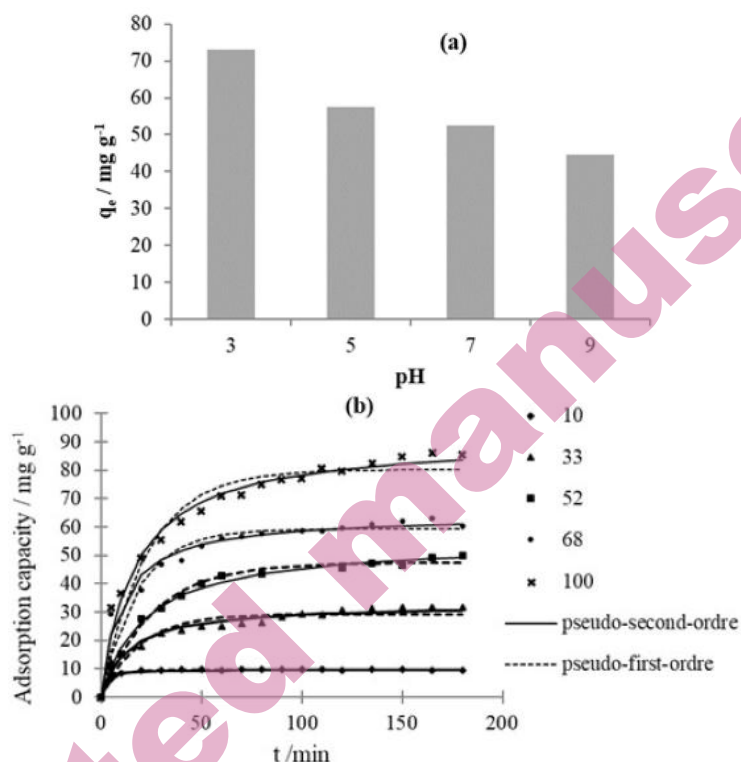 (a)
qₑ / mg g⁻¹
80
70
60
50
40
30
20
10
0
3 5 7 9
pH
(b)
Adsorption capacity / mg g⁻¹
100
90
80
70
60
50
40
30
20
10
0
0 50 100 150 200
t /min
10
33
52
68
100
pseudo-second-ordre
pseudo-first-ordre
ted manusc